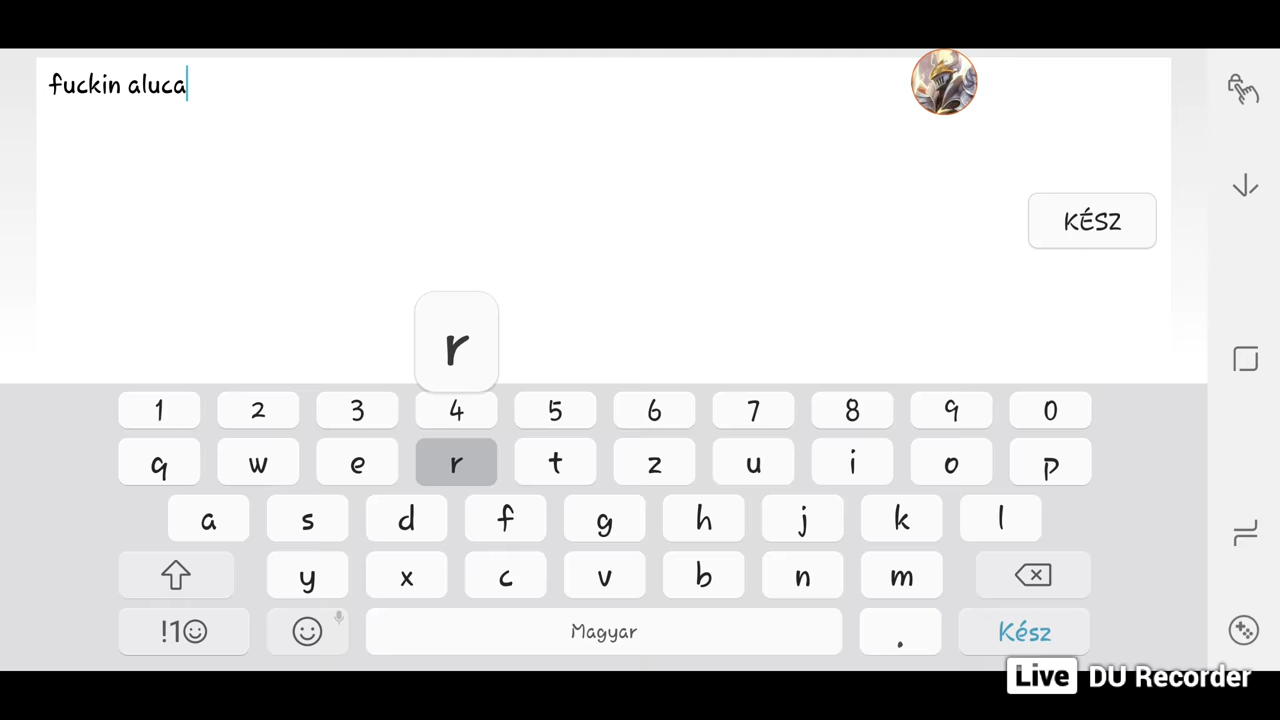 fuckin aluca
KÉSZ
r
1 2 3 4 5 6 7 8 9 0
q w e r t z u i o p
a s d f g h j k l
y x c v b n m
!1☺ Magyar . Kész
Live DU Recorder